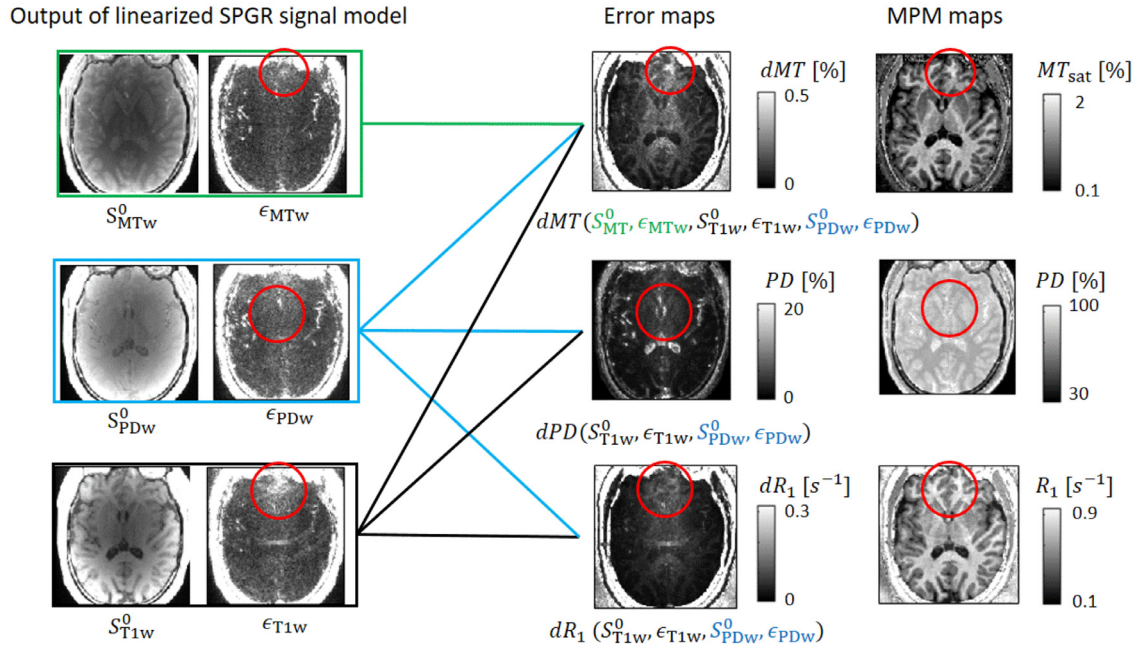 Output of linearized SPGR signal model
Error maps
MPM maps
S⁰MTw
ϵMTw
dMT [%]
0.5
0
MTsat [%]
2
0.1
dMT(S⁰MT, ϵMTw, S⁰T1w, ϵT1w, S⁰PDw, ϵPDw)
S⁰PDw
ϵPDw
PD [%]
20
0
PD [%]
100
30
dPD(S⁰T1w, ϵT1w, S⁰PDw, ϵPDw)
S⁰T1w
ϵT1w
dR₁ [s⁻¹]
0.3
0
R₁ [s⁻¹]
0.9
0.1
dR₁ (S⁰T1w, ϵT1w, S⁰PDw, ϵPDw)